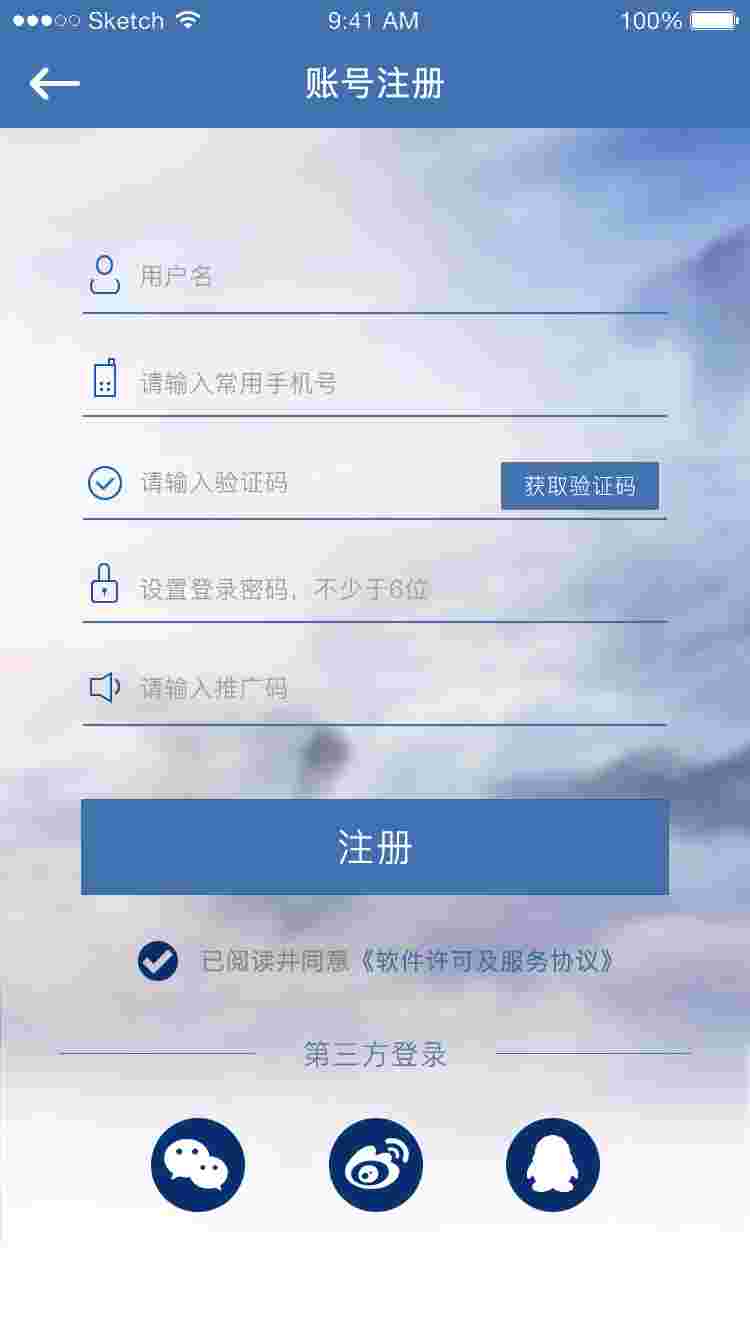 Sketch 9:41 AM 100%
账号注册
用户名
请输入常用手机号
请输入验证码 获取验证码
设置登录密码，不少于6位
请输入推广码
注册
已阅读并同意《软件许可及服务协议》
第三方登录